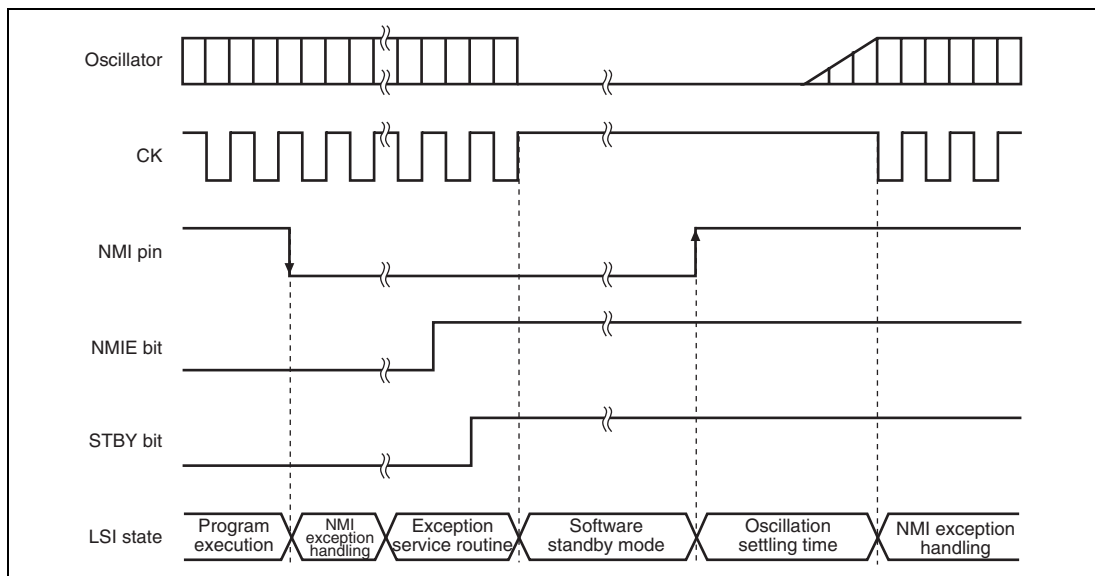 Oscillator
CK
NMI pin
NMIE bit
STBY bit
LSI state
Program
execution
NMI
exception
handling
Exception
service routine
Software
standby mode
Oscillation
settling time
NMI exception
handling